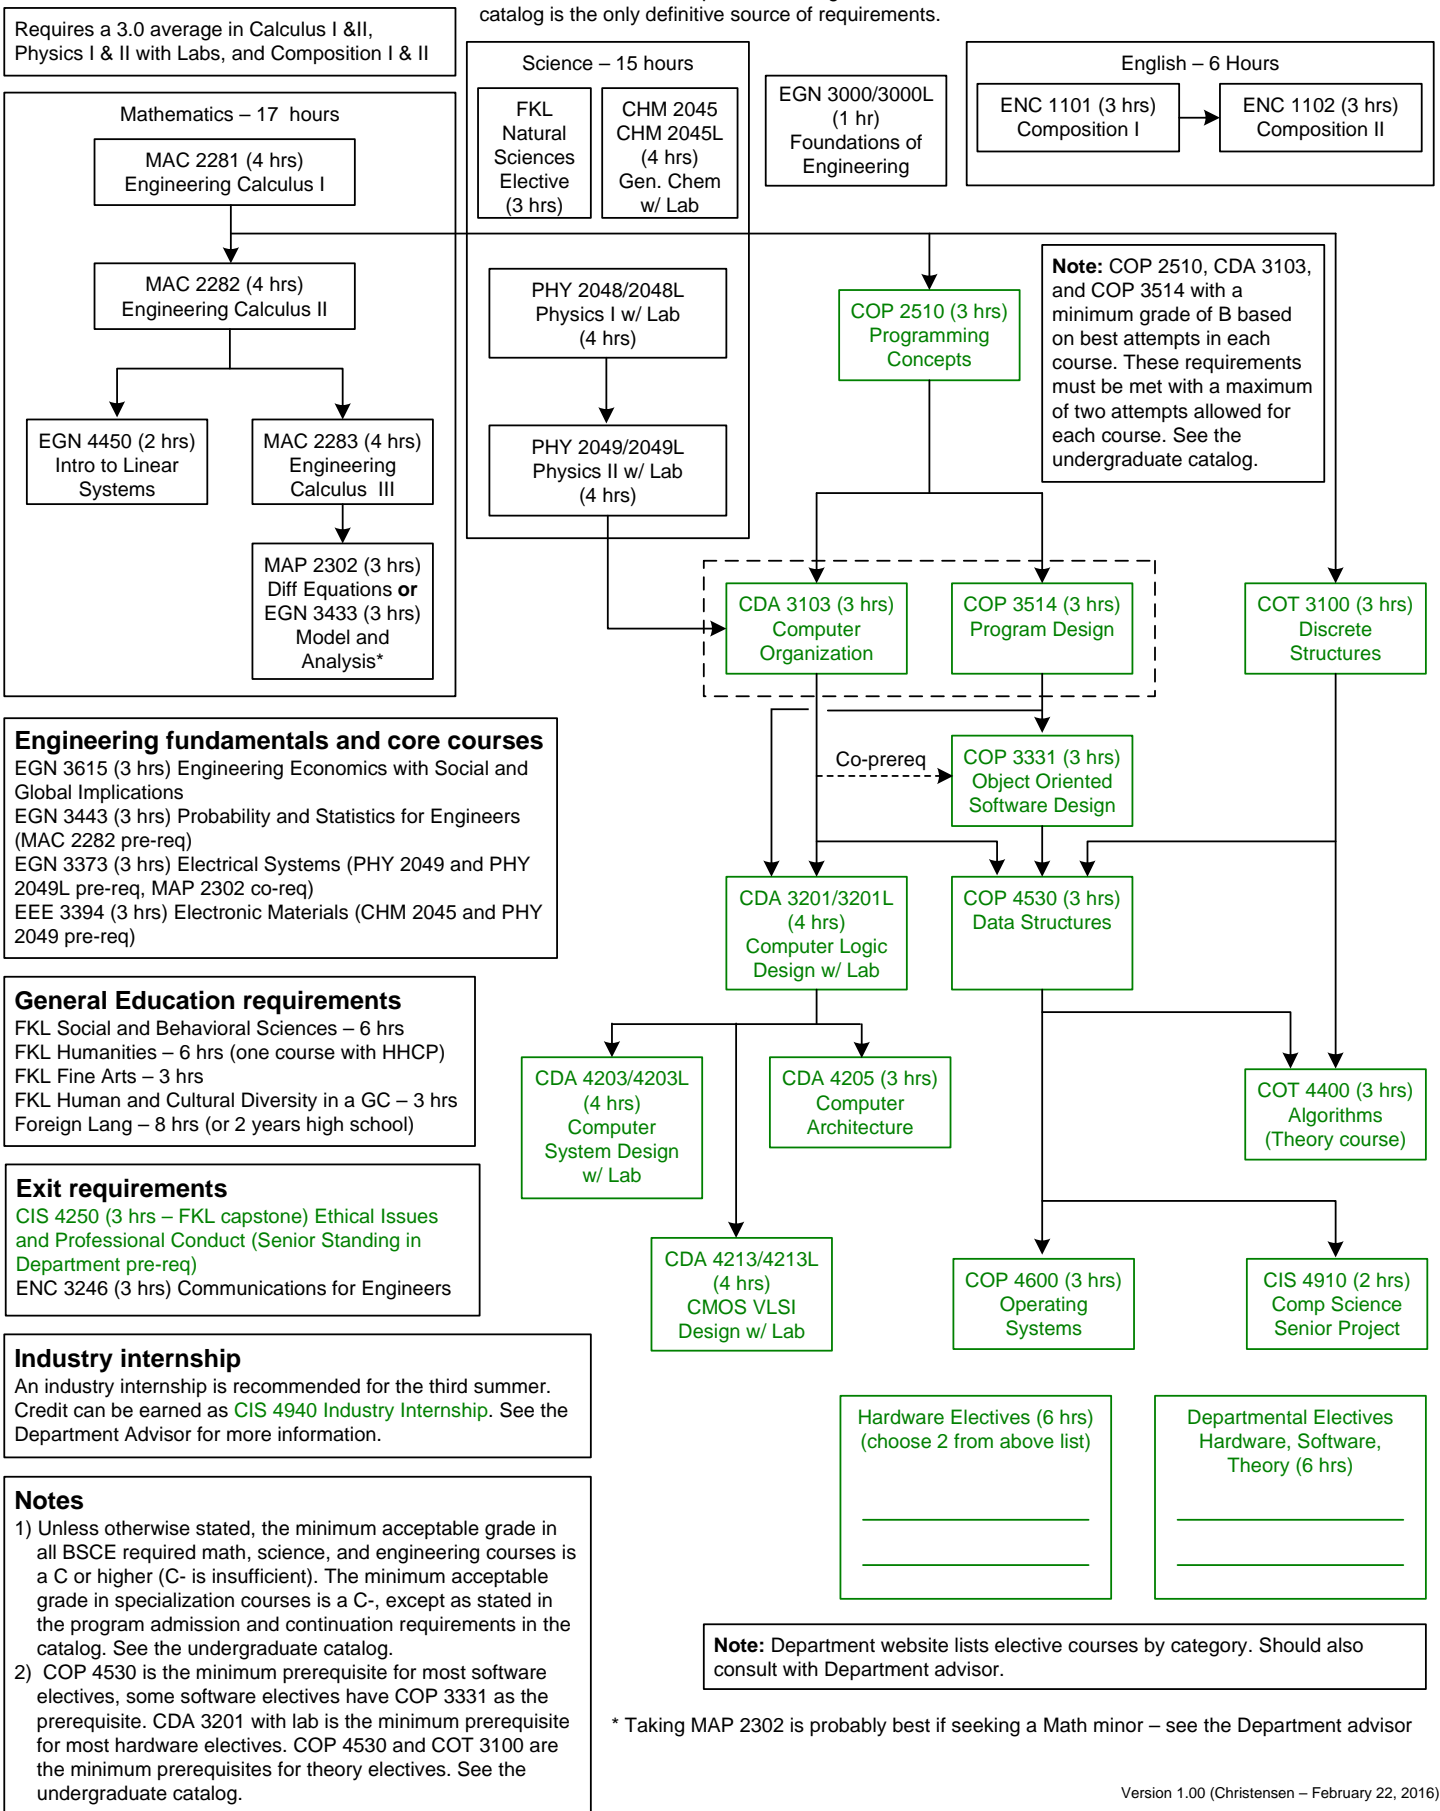 catalog is the only definitive source of requirements.
Requires a 3.0 average in Calculus I &II,
Physics I & II with Labs, and Composition I & II
Mathematics – 17 hours
MAC 2281 (4 hrs)
Engineering Calculus I
MAC 2282 (4 hrs)
Engineering Calculus II
EGN 4450 (2 hrs)
Intro to Linear
Systems
MAC 2283 (4 hrs)
Engineering
Calculus III
MAP 2302 (3 hrs)
Diff Equations or
EGN 3433 (3 hrs)
Model and
Analysis*
Science – 15 hours
FKL
Natural
Sciences
Elective
(3 hrs)
CHM 2045
CHM 2045L
(4 hrs)
Gen. Chem
w/ Lab
PHY 2048/2048L
Physics I w/ Lab
(4 hrs)
PHY 2049/2049L
Physics II w/ Lab
(4 hrs)
EGN 3000/3000L
(1 hr)
Foundations of
Engineering
English – 6 Hours
ENC 1101 (3 hrs)
Composition I
ENC 1102 (3 hrs)
Composition II
COP 2510 (3 hrs)
Programming
Concepts
Note: COP 2510, CDA 3103,
and COP 3514 with a
minimum grade of B based
on best attempts in each
course. These requirements
must be met with a maximum
of two attempts allowed for
each course. See the
undergraduate catalog.
CDA 3103 (3 hrs)
Computer
Organization
COP 3514 (3 hrs)
Program Design
COT 3100 (3 hrs)
Discrete
Structures
Co-prereq
COP 3331 (3 hrs)
Object Oriented
Software Design
CDA 3201/3201L
(4 hrs)
Computer Logic
Design w/ Lab
COP 4530 (3 hrs)
Data Structures
CDA 4203/4203L
(4 hrs)
Computer
System Design
w/ Lab
CDA 4205 (3 hrs)
Computer
Architecture
COT 4400 (3 hrs)
Algorithms
(Theory course)
CDA 4213/4213L
(4 hrs)
CMOS VLSI
Design w/ Lab
COP 4600 (3 hrs)
Operating
Systems
CIS 4910 (2 hrs)
Comp Science
Senior Project
Engineering fundamentals and core courses
EGN 3615 (3 hrs) Engineering Economics with Social and
Global Implications
EGN 3443 (3 hrs) Probability and Statistics for Engineers
(MAC 2282 pre-req)
EGN 3373 (3 hrs) Electrical Systems (PHY 2049 and PHY
2049L pre-req, MAP 2302 co-req)
EEE 3394 (3 hrs) Electronic Materials (CHM 2045 and PHY
2049 pre-req)
General Education requirements
FKL Social and Behavioral Sciences – 6 hrs
FKL Humanities – 6 hrs (one course with HHCP)
FKL Fine Arts – 3 hrs
FKL Human and Cultural Diversity in a GC – 3 hrs
Foreign Lang – 8 hrs (or 2 years high school)
Exit requirements
CIS 4250 (3 hrs – FKL capstone) Ethical Issues
and Professional Conduct (Senior Standing in
Department pre-req)
ENC 3246 (3 hrs) Communications for Engineers
Industry internship
An industry internship is recommended for the third summer.
Credit can be earned as CIS 4940 Industry Internship. See the
Department Advisor for more information.
Notes
1) Unless otherwise stated, the minimum acceptable grade in
all BSCE required math, science, and engineering courses is
a C or higher (C- is insufficient). The minimum acceptable
grade in specialization courses is a C-, except as stated in
the program admission and continuation requirements in the
catalog. See the undergraduate catalog.
2) COP 4530 is the minimum prerequisite for most software
electives, some software electives have COP 3331 as the
prerequisite. CDA 3201 with lab is the minimum prerequisite
for most hardware electives. COP 4530 and COT 3100 are
the minimum prerequisites for theory electives. See the
undergraduate catalog.
Hardware Electives (6 hrs)
(choose 2 from above list)
Departmental Electives
Hardware, Software,
Theory (6 hrs)
Note: Department website lists elective courses by category. Should also
consult with Department advisor.
* Taking MAP 2302 is probably best if seeking a Math minor – see the Department advisor
Version 1.00 (Christensen – February 22, 2016)